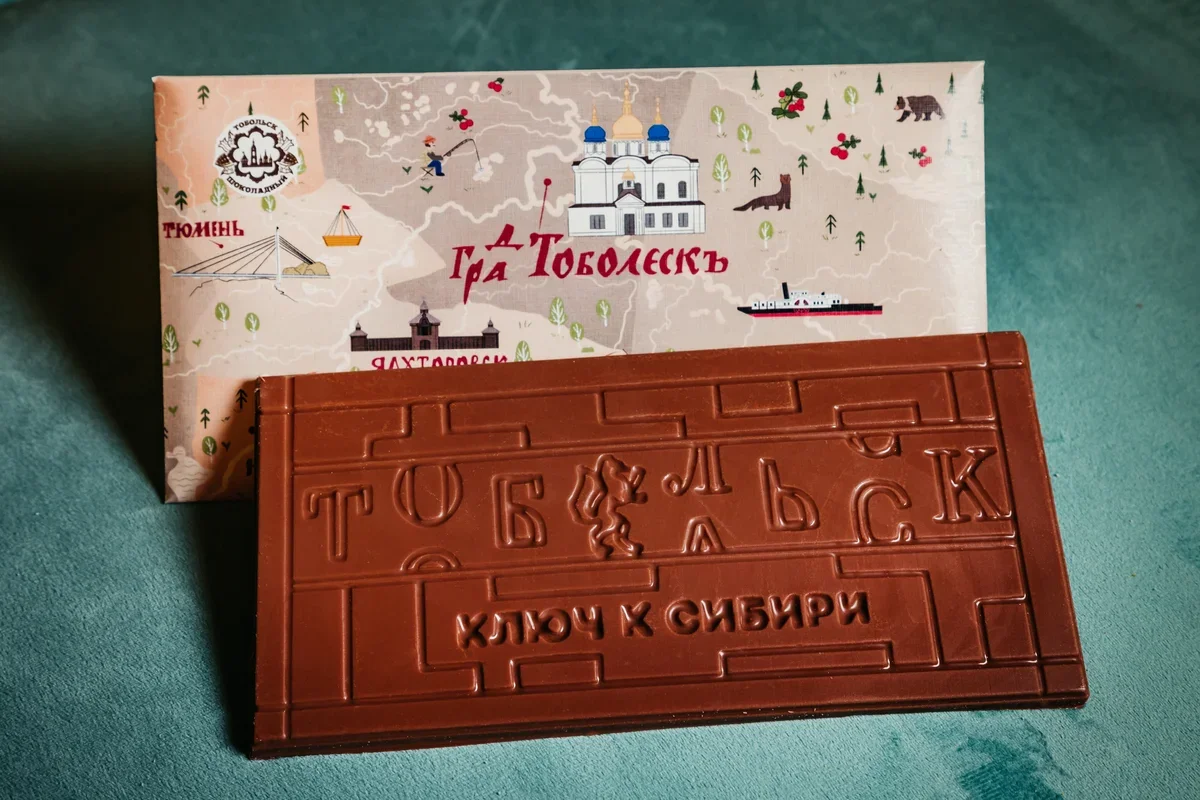 ТОБОЛЬСК
ШОКОЛАДНЫЙ
ТЮМЕНЬ
Град Тоболескъ
ТОБОЛЬСК
КЛЮЧ К СИБИРИ